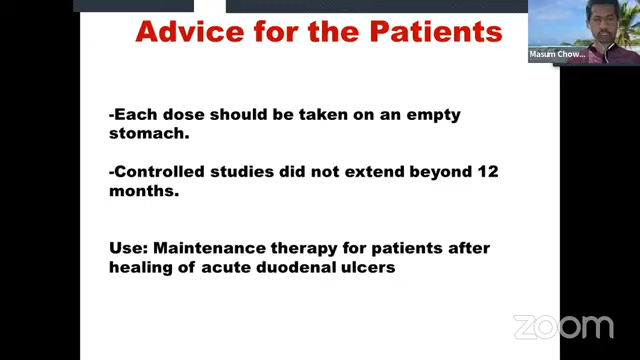 Advice for the Patients
Masum Chow...
-Each dose should be taken on an empty
stomach.
-Controlled studies did not extend beyond 12
months.
Use: Maintenance therapy for patients after
healing of acute duodenal ulcers
zoom